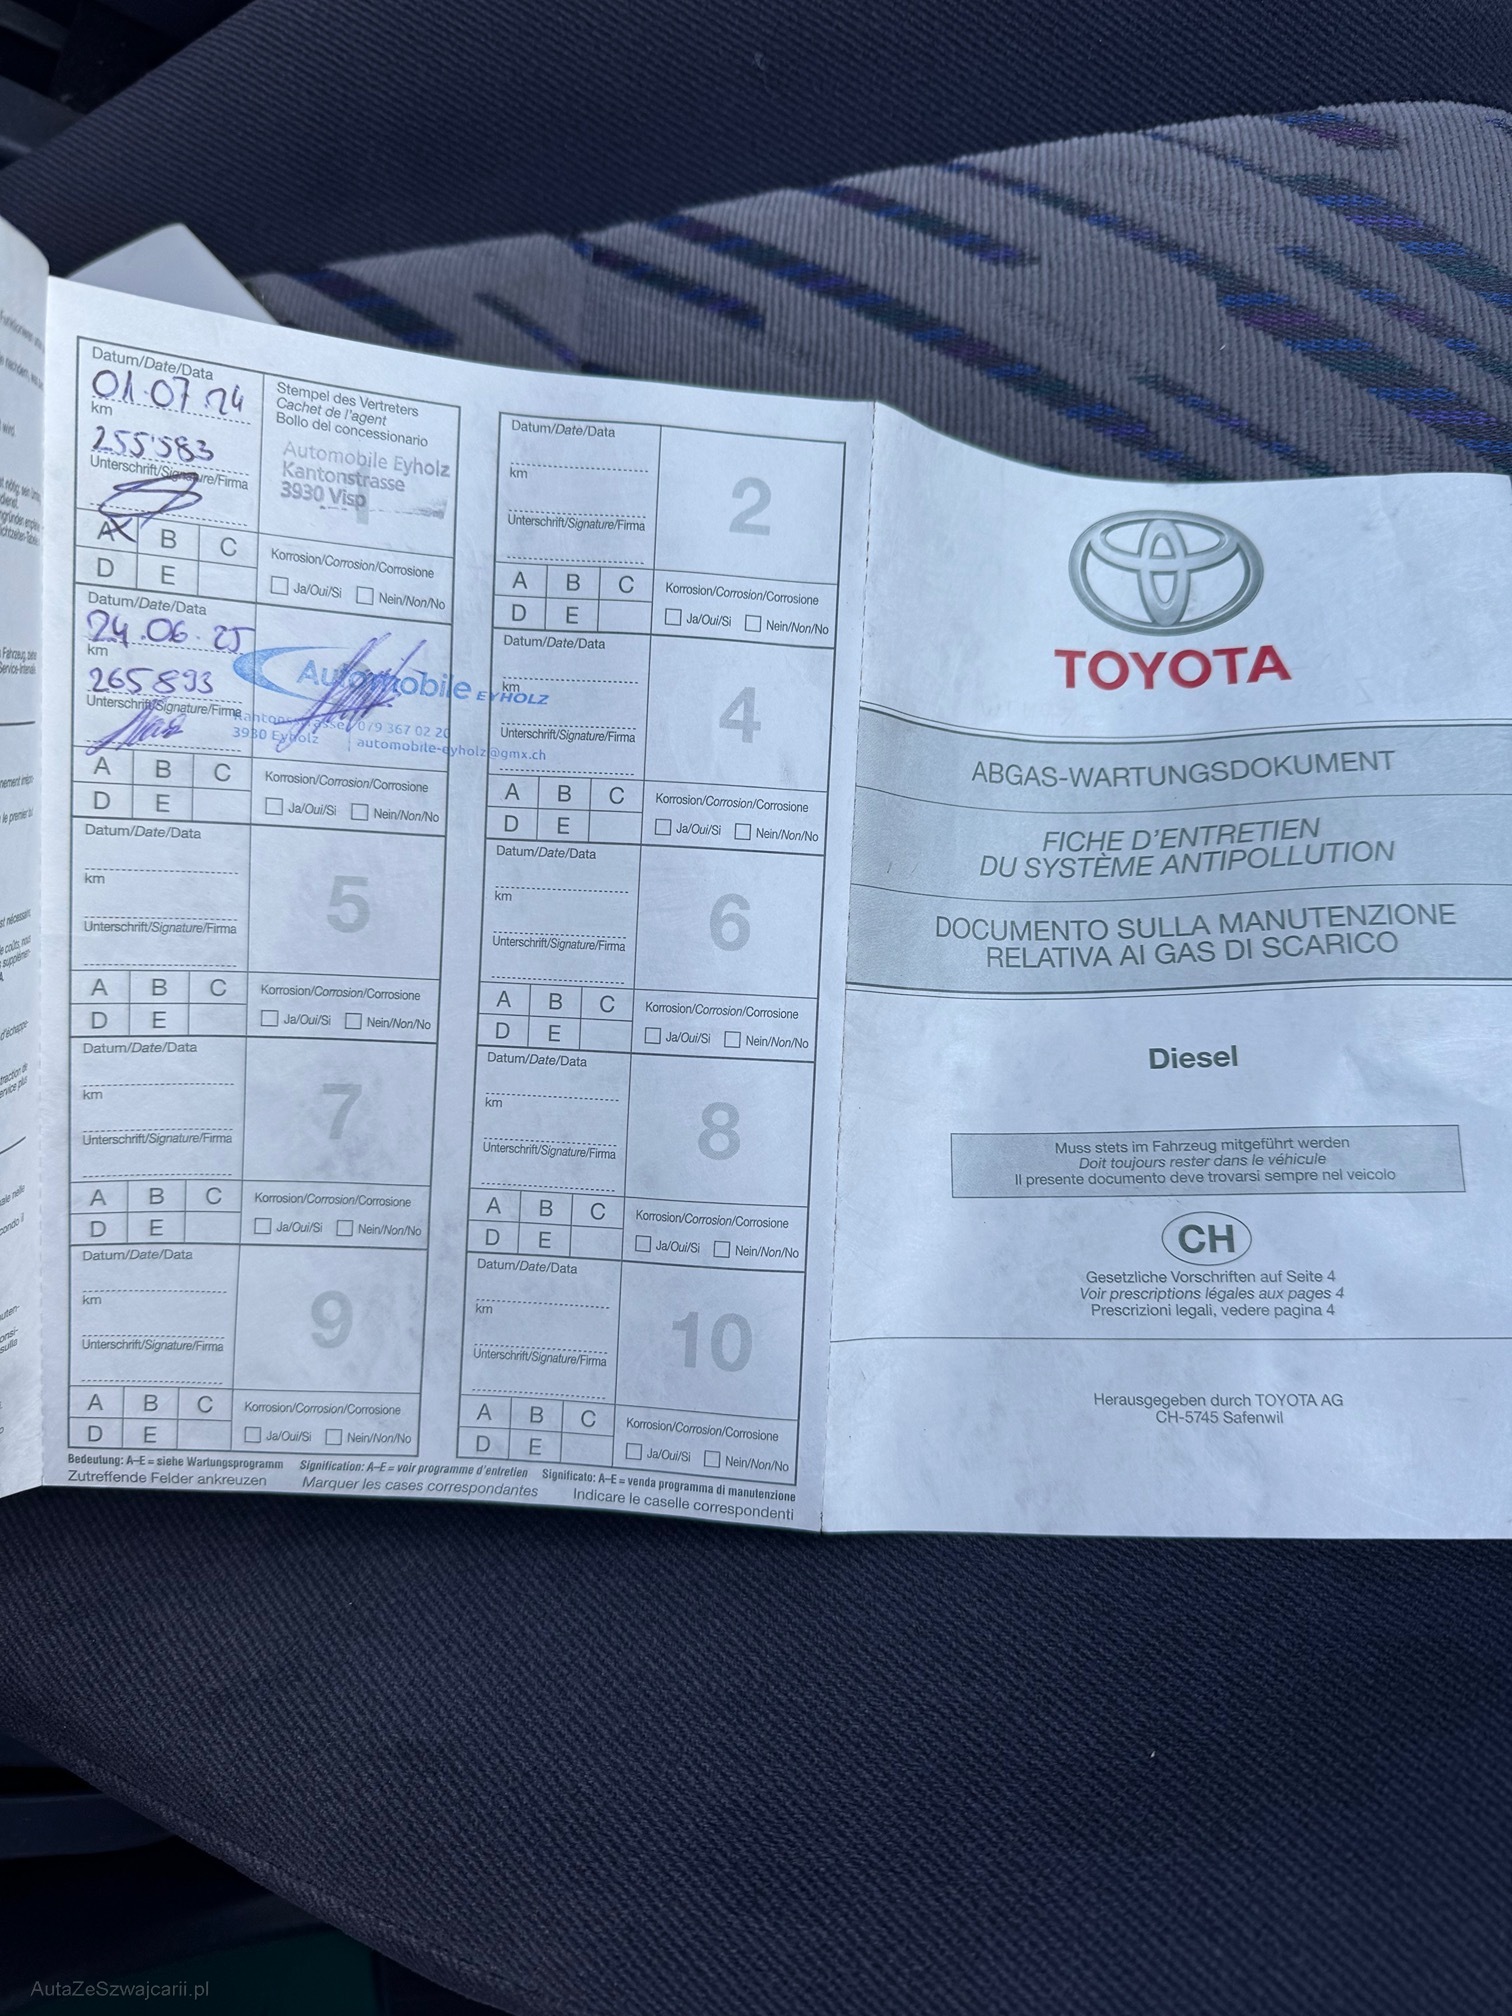 Datum/Date/Data
01.07.24
km
255'583
Unterschrift/Signature/Firma
Stempel des Vertreters
Cachet de l'agent
Bollo del concessionario
Automobile Eyholz
Kantonstrasse
3930 Visp
1
A B C
D E
Korrosion/Corrosion/Corrosione
Ja/Oui/Si Nein/Non/No
Datum/Date/Data
24.06.25
km
265893
Unterschrift/Signature/Firma
Automobile EYHOLZ
Kantonsstrasse 079 367 02 20
3930 Eyholz automobile-eyholz@gmx.ch
A B C
D E
Korrosion/Corrosion/Corrosione
Ja/Oui/Si Nein/Non/No
Datum/Date/Data
km
5
Unterschrift/Signature/Firma
A B C
D E
Korrosion/Corrosion/Corrosione
Ja/Oui/Si Nein/Non/No
Datum/Date/Data
km
7
Unterschrift/Signature/Firma
A B C
D E
Korrosion/Corrosion/Corrosione
Ja/Oui/Si Nein/Non/No
Datum/Date/Data
km
9
Unterschrift/Signature/Firma
A B C
D E
Korrosion/Corrosion/Corrosione
Ja/Oui/Si Nein/Non/No
Datum/Date/Data
km
2
Unterschrift/Signature/Firma
A B C
D E
Korrosion/Corrosion/Corrosione
Ja/Oui/Si Nein/Non/No
Datum/Date/Data
km
4
Unterschrift/Signature/Firma
A B C
D E
Korrosion/Corrosion/Corrosione
Ja/Oui/Si Nein/Non/No
Datum/Date/Data
km
6
Unterschrift/Signature/Firma
A B C
D E
Korrosion/Corrosion/Corrosione
Ja/Oui/Si Nein/Non/No
Datum/Date/Data
km
8
Unterschrift/Signature/Firma
A B C
D E
Korrosion/Corrosion/Corrosione
Ja/Oui/Si Nein/Non/No
Datum/Date/Data
km
10
Unterschrift/Signature/Firma
A B C
D E
Korrosion/Corrosion/Corrosione
Ja/Oui/Si Nein/Non/No
Bedeutung: A–E = siehe Wartungsprogramm Signification: A–E = voir programme d'entretien Significato: A–E = venda programma di manutenzione
Zutreffende Felder ankreuzen Marquer les cases correspondantes Indicare le caselle correspondenti
TOYOTA
ABGAS-WARTUNGSDOKUMENT
FICHE D'ENTRETIEN
DU SYSTÈME ANTIPOLLUTION
DOCUMENTO SULLA MANUTENZIONE
RELATIVA AI GAS DI SCARICO
Diesel
Muss stets im Fahrzeug mitgeführt werden
Doit toujours rester dans le véhicule
Il presente documento deve trovarsi sempre nel veicolo
CH
Gesetzliche Vorschriften auf Seite 4
Voir prescriptions légales aux pages 4
Prescrizioni legali, vedere pagina 4
Herausgegeben durch TOYOTA AG
CH-5745 Safenwil
AutaZeSzwajcarii.pl